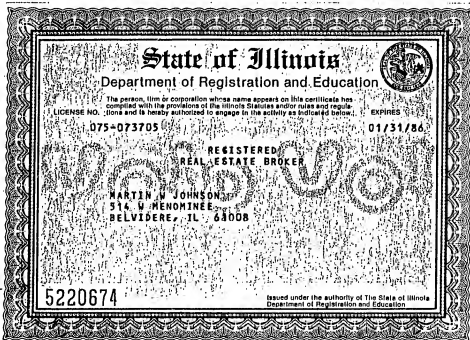 State of Illinois
Department of Registration and Education
The person, firm or corporation whose name appears on this certificate has
complied with the provisions of the Illinois Statutes and/or rules and regula-
LICENSE NO. tions and is hereby authorized to engage in the activity as indicated below. EXPIRES
075-073705 01/31/86
REGISTERED
REAL ESTATE BROKER
MARTIN W JOHNSON
514 W MENOMINEE
BELVIDERE, IL 61008
5220674
Issued under the authority of The State of Illinois
Department of Registration and Education